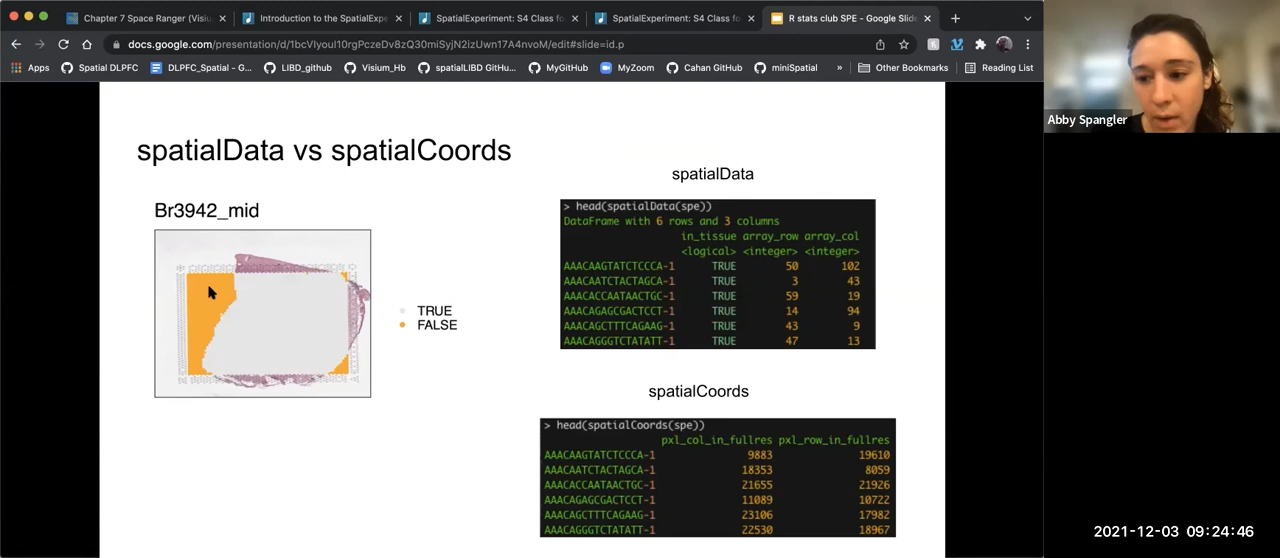 Chapter 7 Space Ranger (Visiu
Introduction to the SpatialExpe
SpatialExperiment: S4 Class fo
SpatialExperiment: S4 Class fo
R stats club SPE - Google Slide
docs.google.com/presentation/d/1bcVIyouI10rgPczeDv8zQ30miSyjN2izUwn17A4nvoM/edit#slide=id.p
Apps
Spatial DLPFC
DLPFC_Spatial - G...
LIBD_github
Visium_Hb
spatialLIBD GitHu...
MyGitHub
MyZoom
Cahan GitHub
miniSpatial
»
Other Bookmarks
Reading List
Abby Spangler
spatialData vs spatialCoords
Br3942_mid
TRUE
FALSE
spatialData
> head(spatialData(spe))
DataFrame with 6 rows and 3 columns
in_tissue array_row array_col
<logical> <integer> <integer>
AAACAAGTATCTCCCA-1 TRUE 50 102
AAACAATCTACTAGCA-1 TRUE 3 43
AAACACCAATAACTGC-1 TRUE 59 19
AAACAGAGCGACTCCT-1 TRUE 14 94
AAACAGCTTTCAGAAG-1 TRUE 43 9
AAACAGGGTCTATATT-1 TRUE 47 13
spatialCoords
> head(spatialCoords(spe))
pxl_col_in_fullres pxl_row_in_fullres
AAACAAGTATCTCCCA-1 9883 19610
AAACAATCTACTAGCA-1 18353 8059
AAACACCAATAACTGC-1 21655 21926
AAACAGAGCGACTCCT-1 11089 10722
AAACAGCTTTCAGAAG-1 23106 17982
AAACAGGGTCTATATT-1 22530 18967
2021-12-03 09:24:46